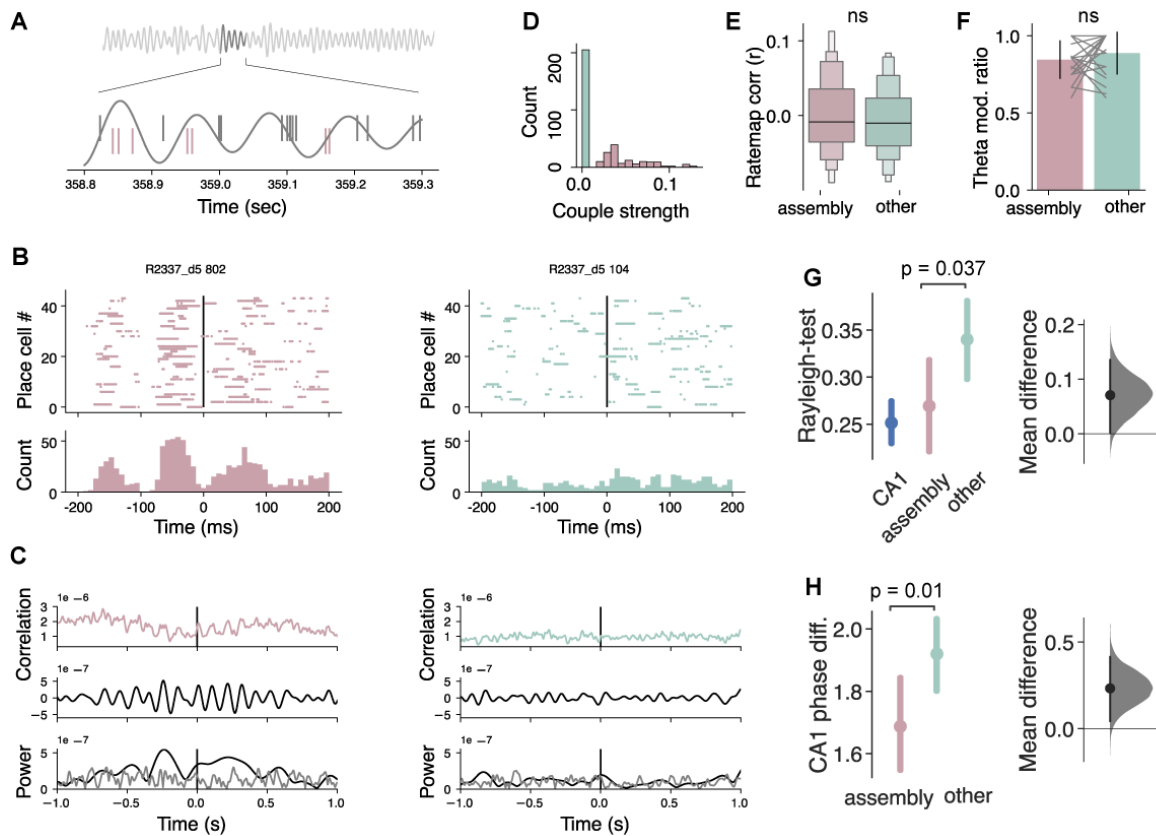 A
358.8 358.9 359.0 359.1 359.2 359.3
Time (sec)
D
Count
200
100
0
0.0 0.1
Couple strength
E
ns
Ratemap corr (r)
0.1
0.0
assembly other
F
ns
Theta mod. ratio
1.0
0.5
0.0
assembly
other
B
R2337_d5 802
Place cell #
40
20
0
Count
50
0
-200 -100 0 100 200
Time (ms)
R2337_d5 104
Place cell #
40
20
0
Count
50
0
-200 -100 0 100 200
Time (ms)
C
Correlation
1e −6
3
2
1
1e −7
5
0
−5
Power
1e −7
5
0
−1.0 −0.5 0.0 0.5 1.0
Time (s)
Correlation
1e −6
3
2
1
1e −7
5
0
−5
Power
1e −7
5
0
−1.0 −0.5 0.0 0.5 1.0
Time (s)
G
p = 0.037
Rayleigh-test
0.35
0.30
0.25
CA1
assembly
other
Mean difference
0.2
0.1
0.0
H
p = 0.01
CA1 phase diff.
2.0
1.8
1.6
assembly other
Mean difference
0.5
0.0